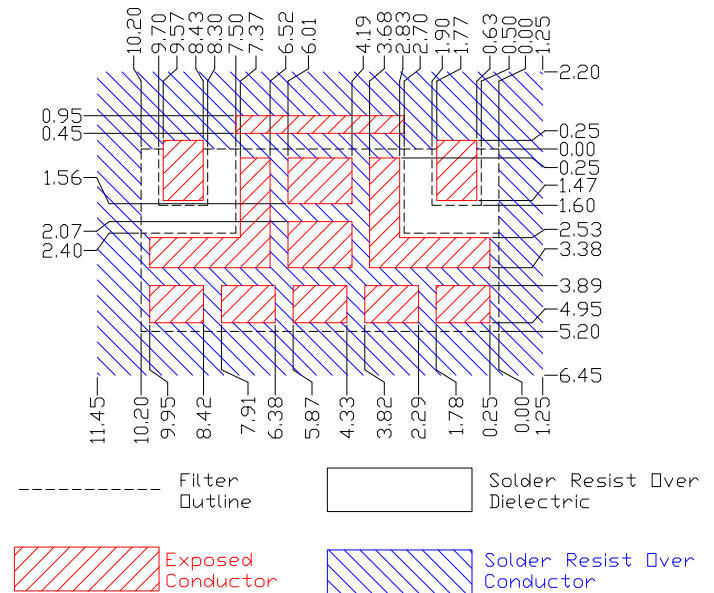 10.20 9.70 9.57 8.43 8.30 7.50 7.37 6.52 6.01 4.19 3.68 2.83 2.70 1.90 1.77 0.63 0.50 0.00 1.25
2.20
0.95
0.45
0.25
0.00
0.25
1.56
1.47
1.60
2.07
2.53
2.40
3.38
3.89
4.95
5.20
6.45
11.45 10.20 9.95 8.42 7.91 6.38 5.87 4.33 3.82 2.29 1.78 0.25 0.00 1.25
Filter
Outline
Solder Resist Over
Dielectric
Exposed
Conductor
Solder Resist Over
Conductor